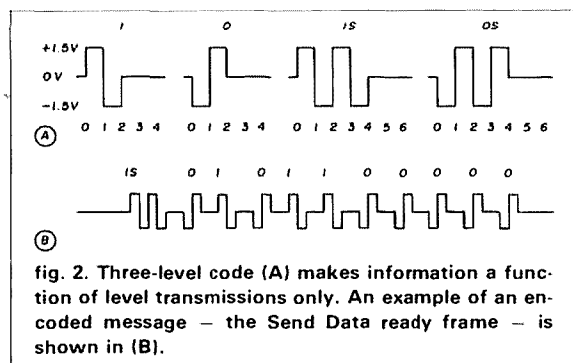 1 0 1S 0S
+1.5V
0V
-1.5V
0 1 2 3 4 0 1 2 3 4 0 1 2 3 4 5 6 0 1 2 3 4 5 6
A
1S 0 1 0 1 1 0 0 0 0 0
B
fig. 2. Three-level code (A) makes information a func-
tion of level transmissions only. An example of an en-
coded message — the Send Data ready frame — is
shown in (B).